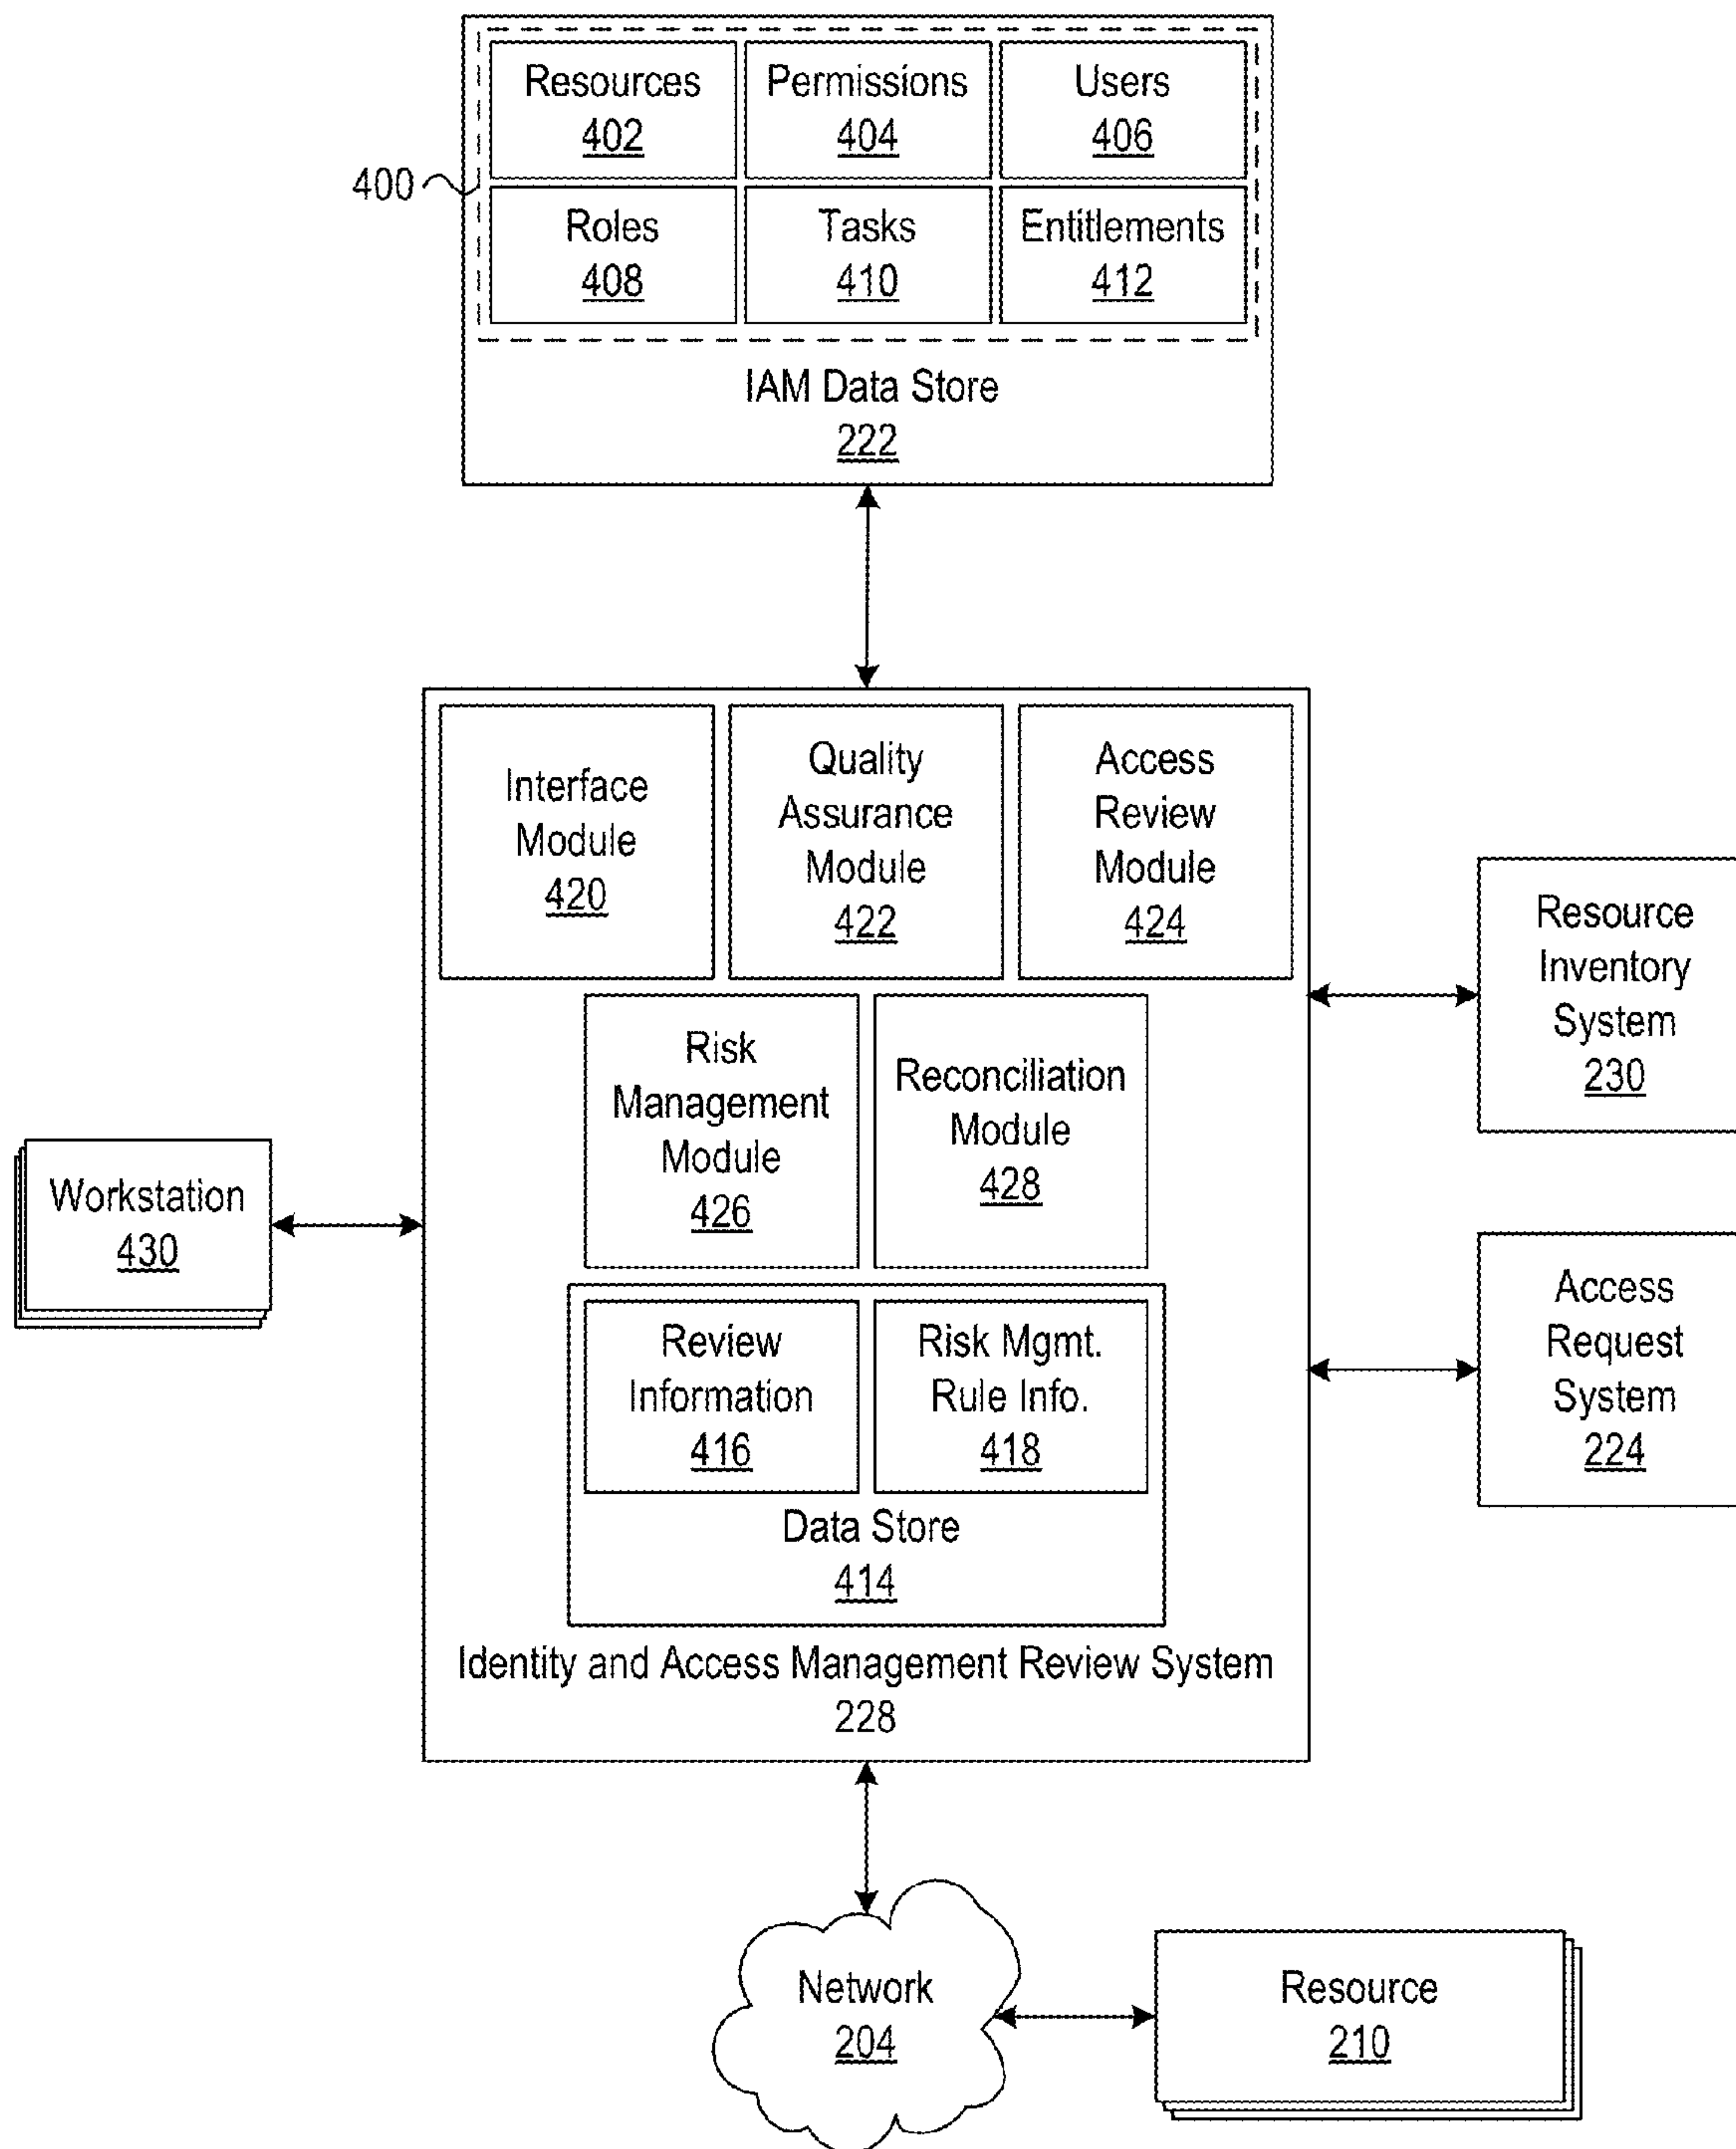 Resources
402
Permissions
404
Users
406
400
Roles
408
Tasks
410
Entitlements
412
IAM Data Store
222
Interface
Module
420
Quality
Assurance
Module
422
Access
Review
Module
424
Resource
Inventory
System
230
Risk
Management
Module
426
Reconciliation
Module
428
Workstation
430
Access
Request
System
224
Review
Information
416
Risk Mgmt.
Rule Info.
418
Data Store
414
Identity and Access Management Review System
228
Network
204
Resource
210